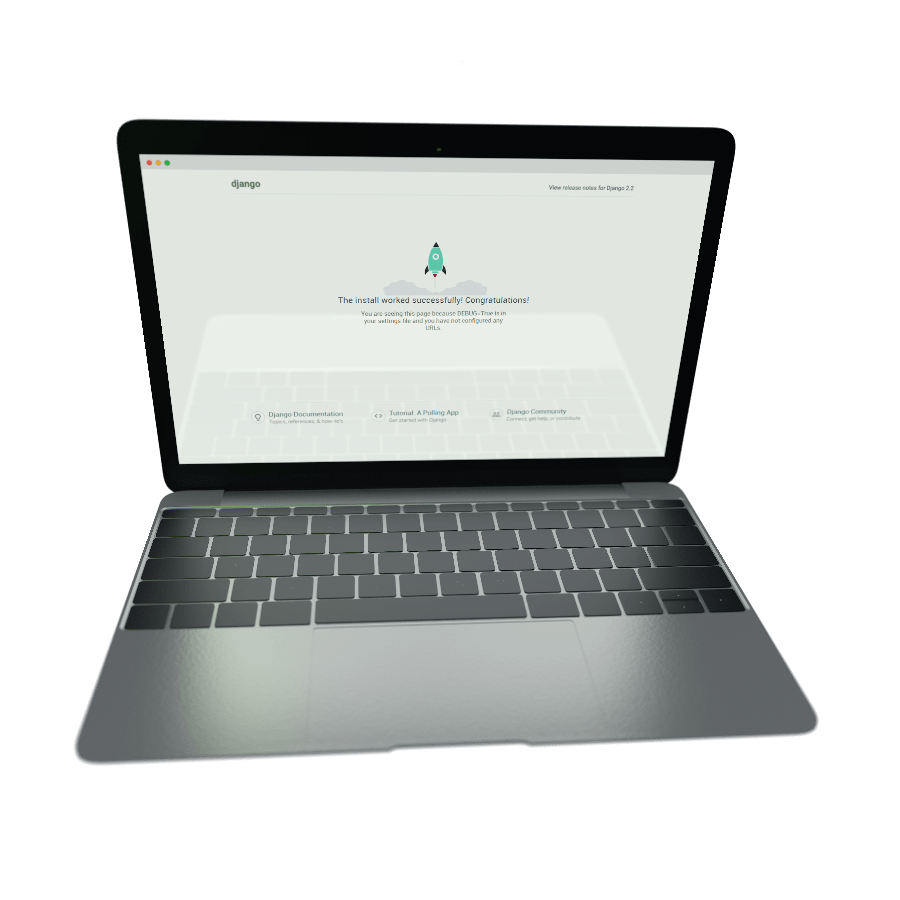 django
View release notes for Django 2.2
The install worked successfully! Congratulations!
You are seeing this page because DEBUG=True is in
your settings file and you have not configured any
URLs.
Django Documentation
Topics, references, & how-to's
Tutorial: A Polling App
Get started with Django
Django Community
Connect, get help, or contribute